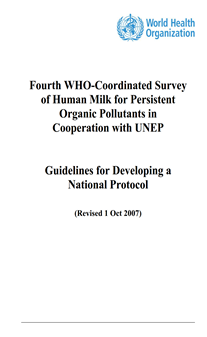 World Health
Organization
Fourth WHO-Coordinated Survey
of Human Milk for Persistent
Organic Pollutants in
Cooperation with UNEP
Guidelines for Developing a
National Protocol
(Revised 1 Oct 2007)